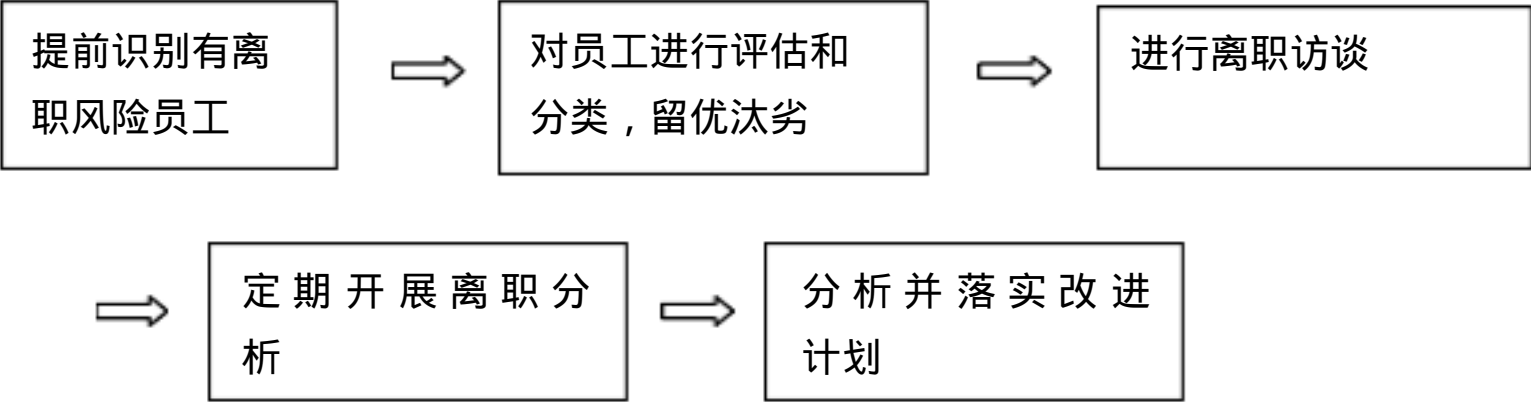 提前识别有离
职风险员工
对员工进行评估和
分类，留优汰劣
进行离职访谈
定期开展离职分
析
分析并落实改进
计划